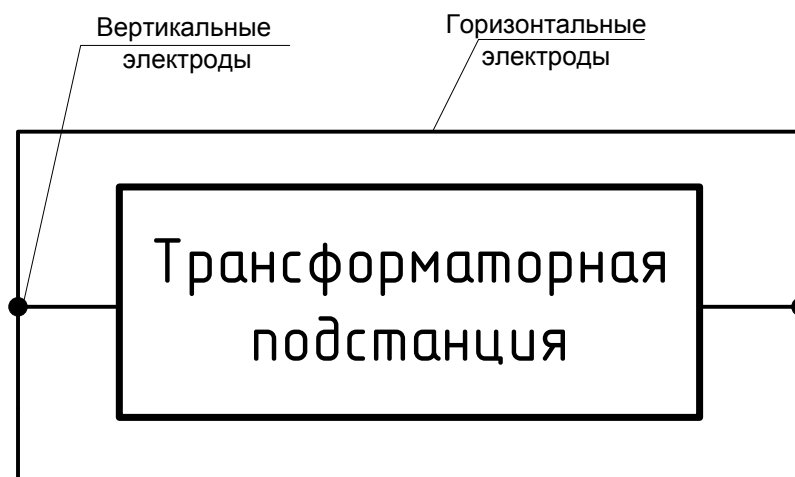 Вертикальные
электроды
Горизонтальные
электроды
Трансформаторная
подстанция